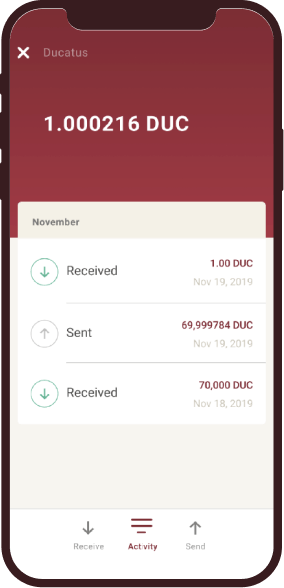 Ducatus
1.000216 DUC
November
Received 1.00 DUC
Nov 19, 2019
Sent 69,999784 DUC
Nov 19, 2019
Received 70,000 DUC
Nov 18, 2019
Receive Activity Send